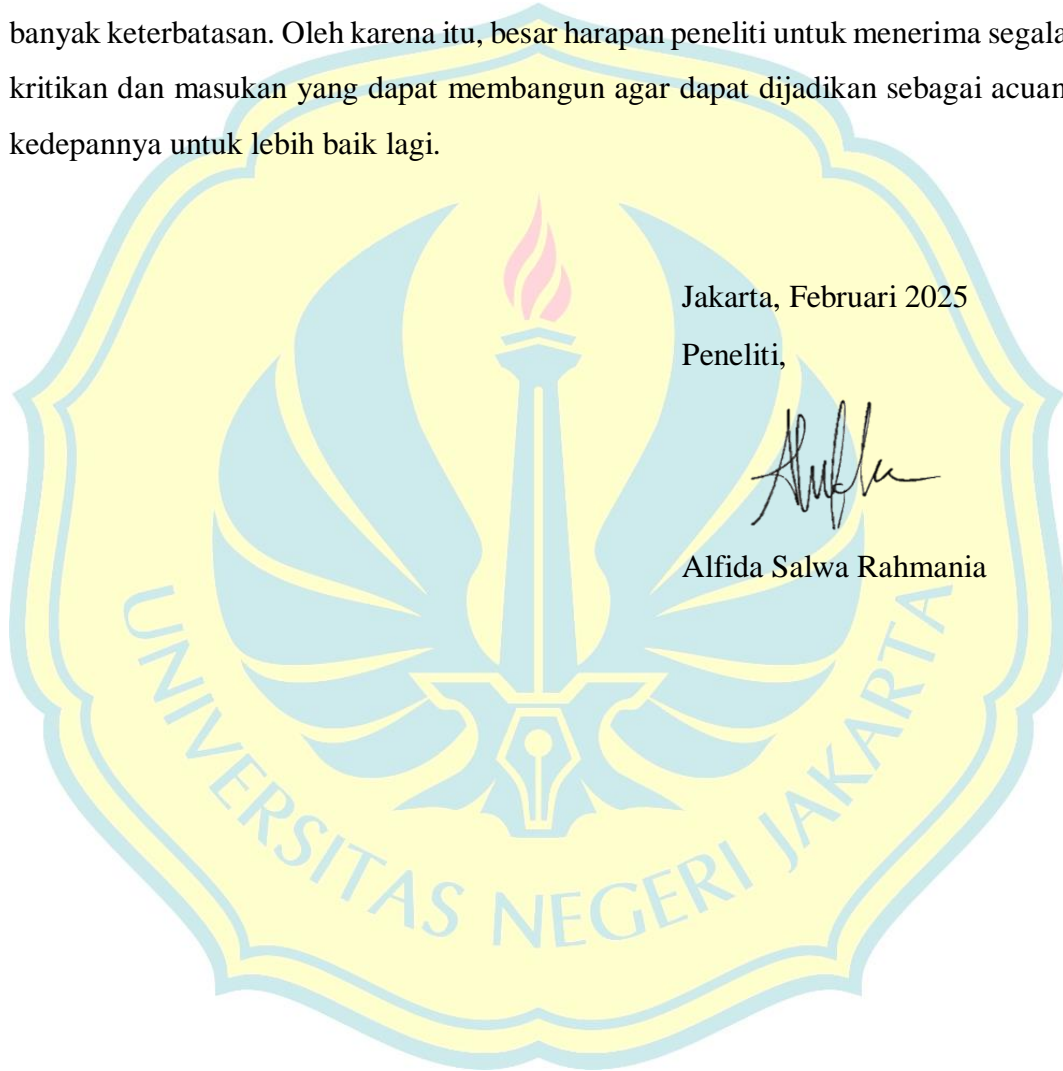 banyak keterbatasan. Oleh karena itu, besar harapan peneliti untuk menerima segala
kritikan dan masukan yang dapat membangun agar dapat dijadikan sebagai acuan
kedepannya untuk lebih baik lagi.
Jakarta, Februari 2025
Peneliti,
Alfida Salwa Rahmania
UNIVERSITAS NEGERI JAKARTA